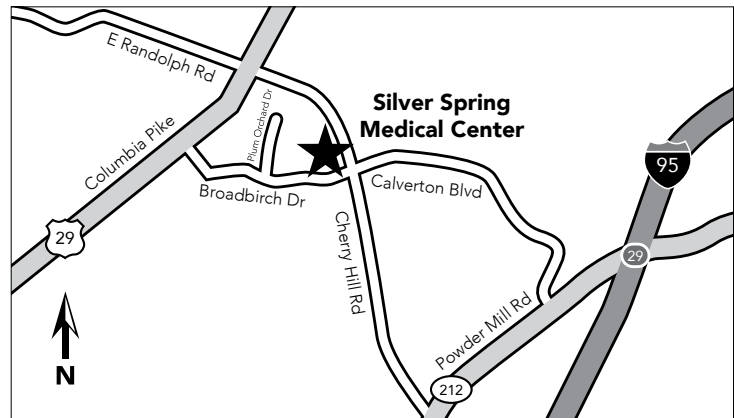 E Randolph Rd
Plum Orchard Dr
Silver Spring
Medical Center
Columbia Pike
95
Broadbirch Dr
Calverton Blvd
Cherry Hill Rd
29
29
Powder Mill Rd
N
212